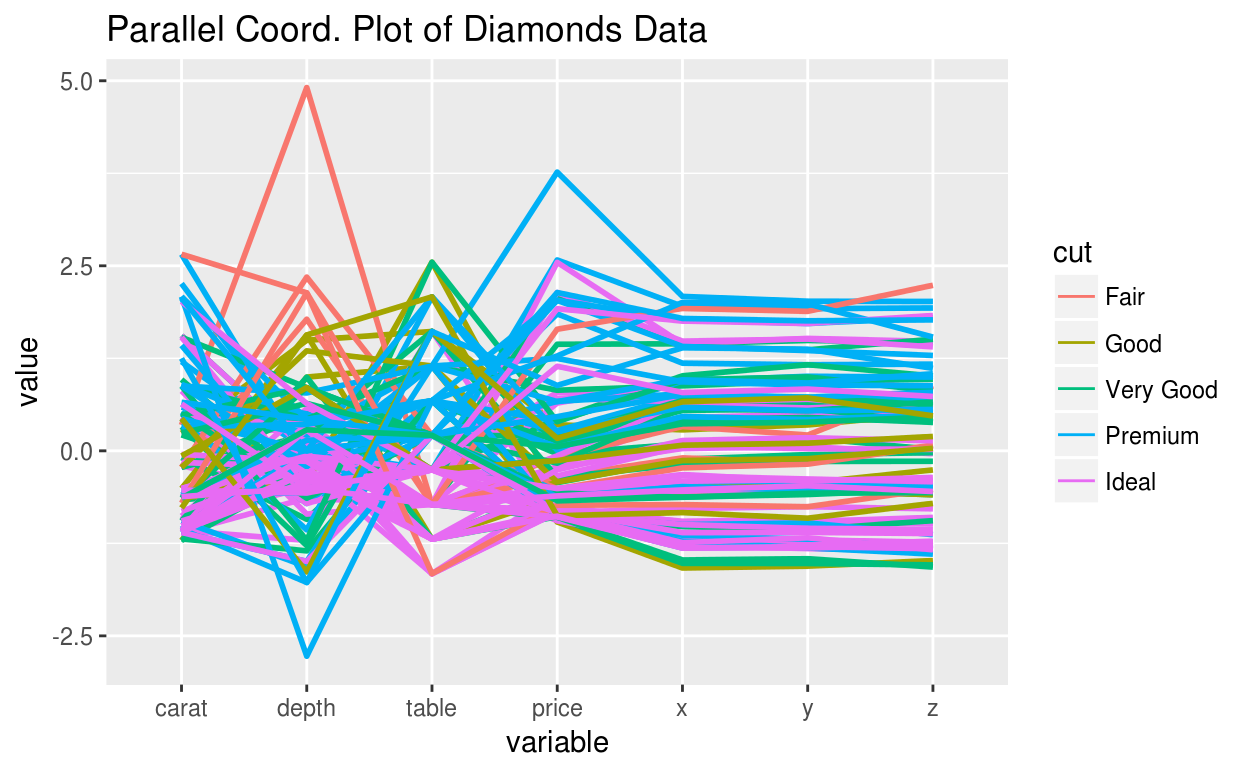 Parallel Coord. Plot of Diamonds Data
5.0
2.5
0.0
-2.5
value
carat depth table price x y z
variable
cut
Fair
Good
Very Good
Premium
Ideal